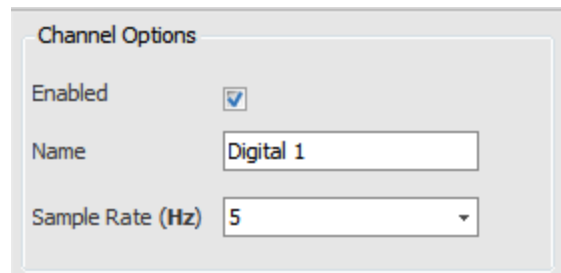 Channel Options
Enabled
Name Digital 1
Sample Rate (Hz) 5